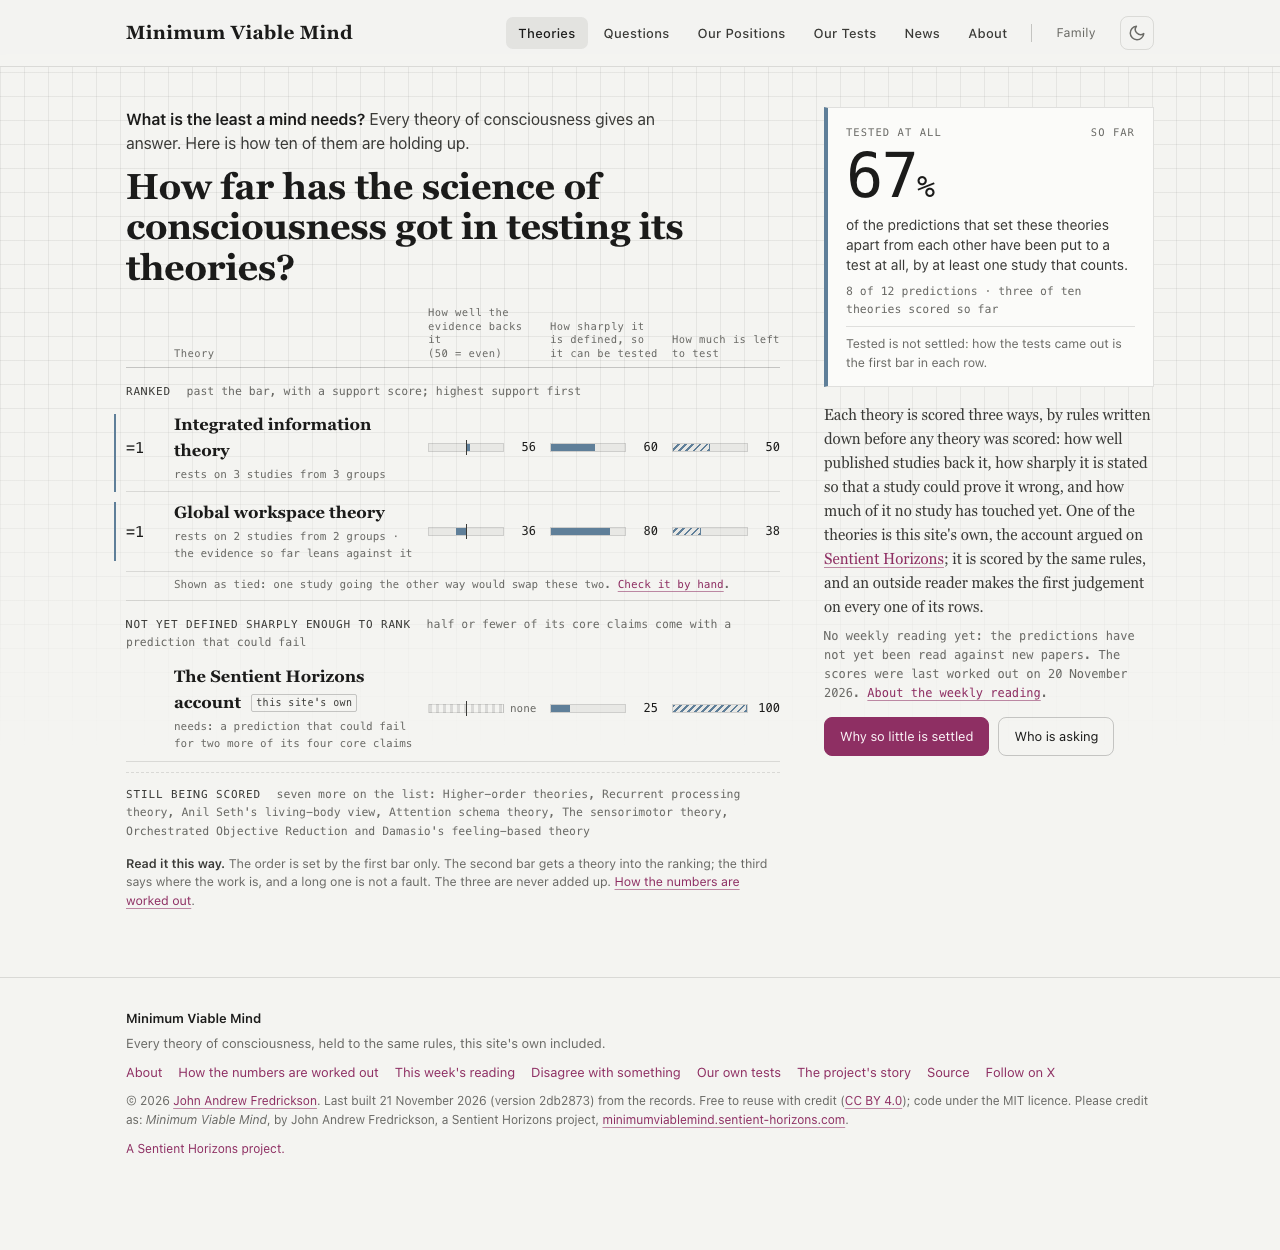 Minimum Viable Mind
Theories
Questions
Our Positions
Our Tests
News
About
Family
What is the least a mind needs? Every theory of consciousness gives an
answer. Here is how ten of them are holding up.
How far has the science of
consciousness got in testing its
theories?
Theory
How well the
evidence backs
it
(50 = even)
How sharply it
is defined, so
it can be tested
How much is left
to test
RANKED past the bar, with a support score; highest support first
=1
Integrated information
theory
rests on 3 studies from 3 groups
56
60
50
=1
Global workspace theory
rests on 2 studies from 2 groups ·
the evidence so far leans against it
36
80
38
Shown as tied: one study going the other way would swap these two. Check it by hand.
NOT YET DEFINED SHARPLY ENOUGH TO RANK half or fewer of its core claims come with a
prediction that could fail
The Sentient Horizons
account this site's own
needs: a prediction that could fail
for two more of its four core claims
none
25
100
STILL BEING SCORED seven more on the list: Higher-order theories, Recurrent processing
theory, Anil Seth's living-body view, Attention schema theory, The sensorimotor theory,
Orchestrated Objective Reduction and Damasio's feeling-based theory
Read it this way. The order is set by the first bar only. The second bar gets a theory into the ranking; the third
says where the work is, and a long one is not a fault. The three are never added up. How the numbers are
worked out.
TESTED AT ALL
SO FAR
67%
of the predictions that set these theories
apart from each other have been put to a
test at all, by at least one study that counts.
8 of 12 predictions · three of ten
theories scored so far
Tested is not settled: how the tests came out is
the first bar in each row.
Each theory is scored three ways, by rules written
down before any theory was scored: how well
published studies back it, how sharply it is stated
so that a study could prove it wrong, and how
much of it no study has touched yet. One of the
theories is this site's own, the account argued on
Sentient Horizons; it is scored by the same rules,
and an outside reader makes the first judgement
on every one of its rows.
No weekly reading yet: the predictions have
not yet been read against new papers. The
scores were last worked out on 20 November
2026. About the weekly reading.
Why so little is settled
Who is asking
Minimum Viable Mind
Every theory of consciousness, held to the same rules, this site's own included.
About
How the numbers are worked out
This week's reading
Disagree with something
Our own tests
The project's story
Source
Follow on X
© 2026 John Andrew Fredrickson. Last built 21 November 2026 (version 2db2873) from the records. Free to reuse with credit (CC BY 4.0); code under the MIT licence. Please credit
as: Minimum Viable Mind, by John Andrew Fredrickson, a Sentient Horizons project, minimumviablemind.sentient-horizons.com.
A Sentient Horizons project.